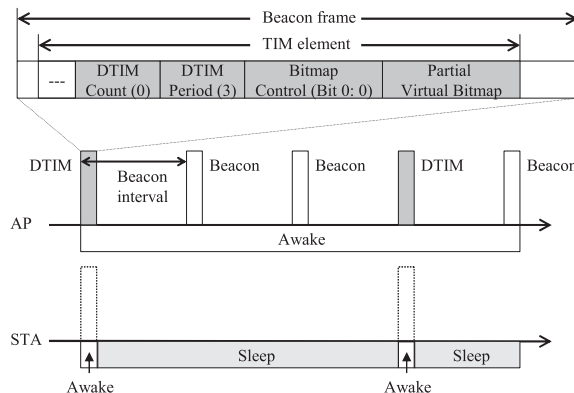 Beacon frame
TIM element
--- DTIM Count (0) DTIM Period (3) Bitmap Control (Bit 0: 0) Partial Virtual Bitmap
DTIM Beacon interval Beacon Beacon DTIM Beacon
AP
Awake
STA
Sleep Sleep
Awake Awake